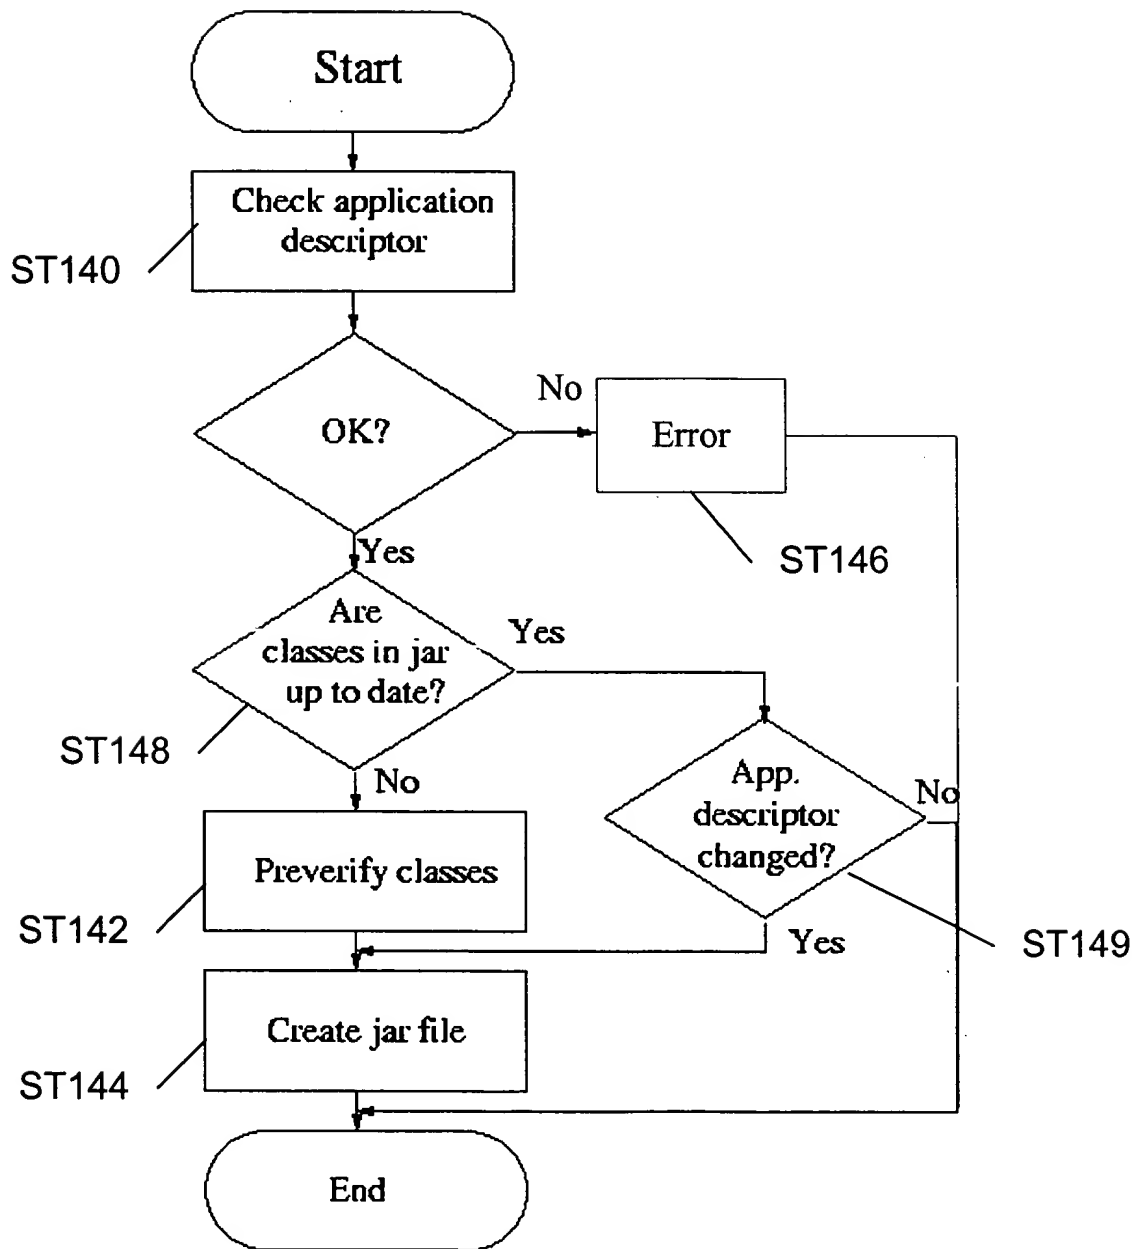 Start
Check application
descriptor
ST140
OK?
No
Error
ST146
Yes
Are
classes in jar
up to date?
Yes
ST148
No
App.
descriptor
changed?
No
ST149
Preverify classes
ST142
Yes
Create jar file
ST144
End